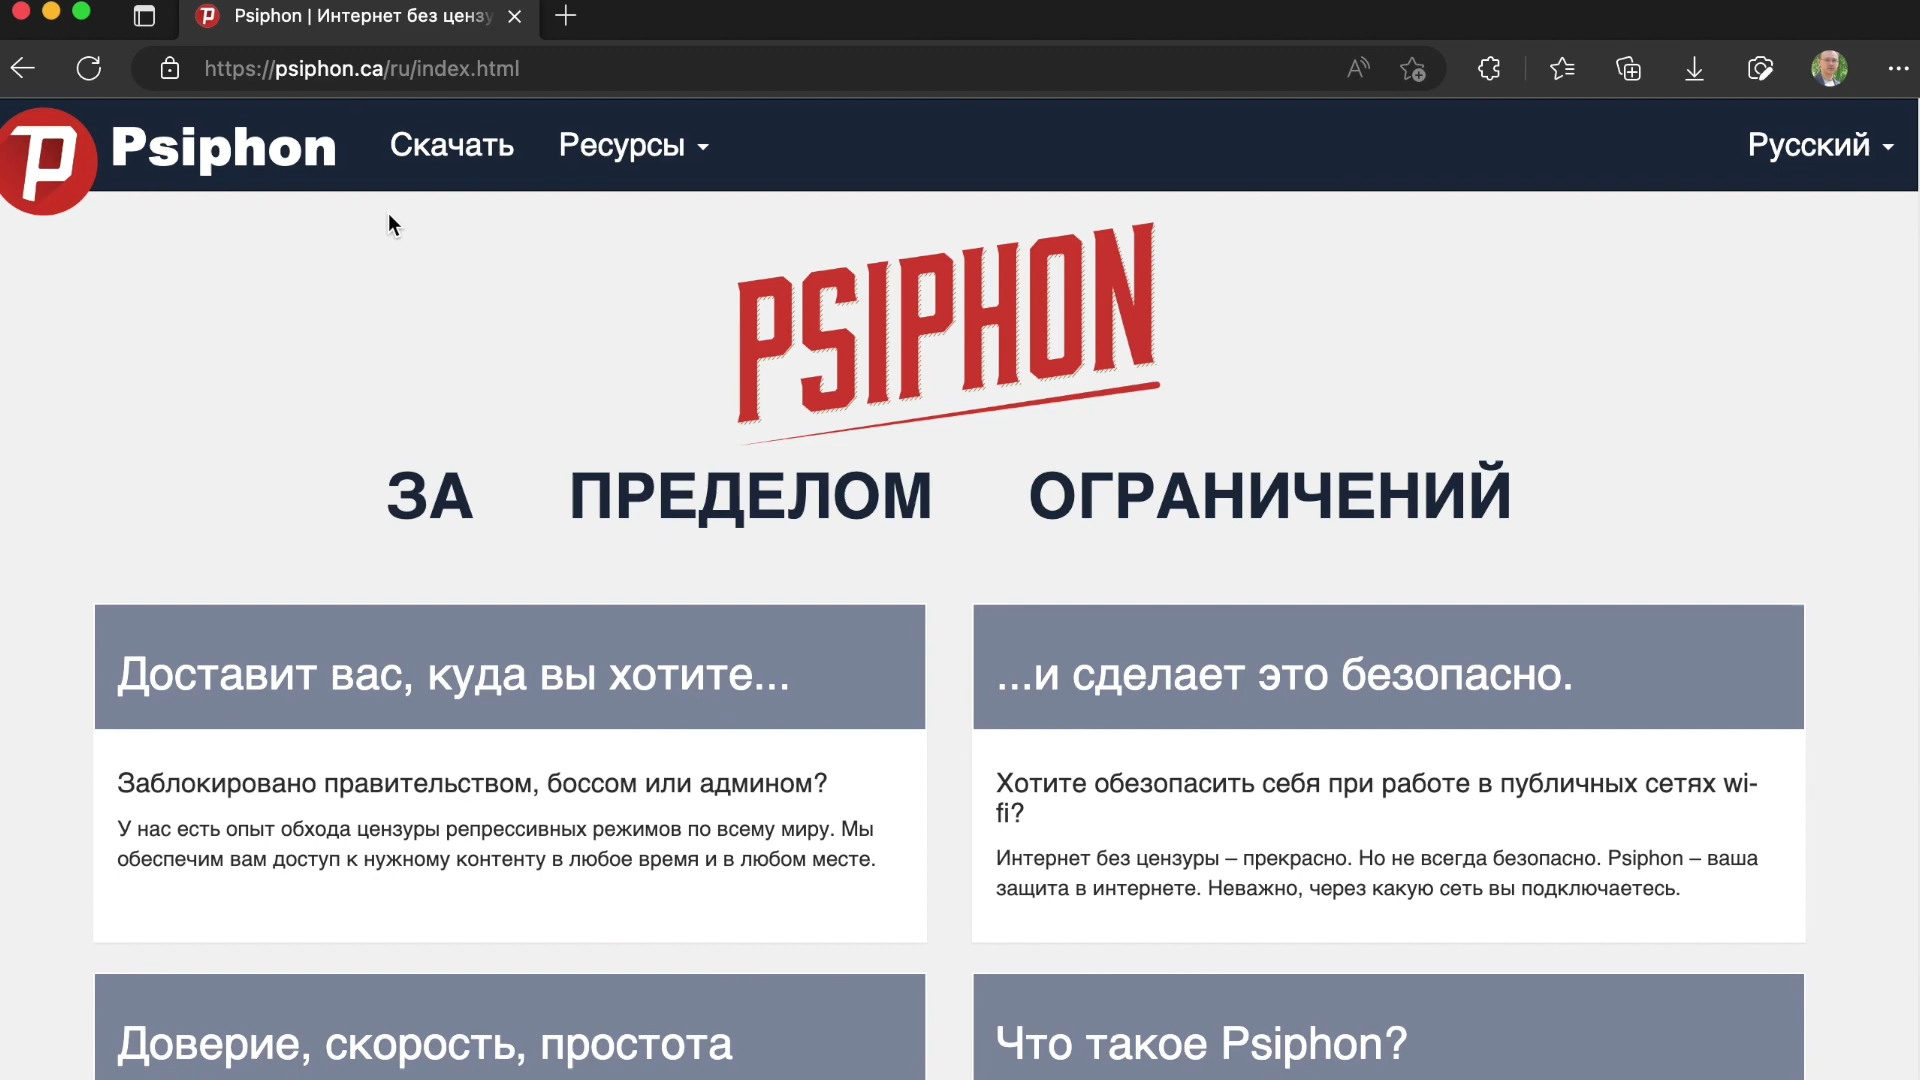 Psiphon | Интернет без ценз
https://psiphon.ca/ru/index.html
Psiphon
Скачать
Ресурсы
Русский
PSIPHON
ЗА ПРЕДЕЛОМ ОГРАНИЧЕНИЙ
Доставит вас, куда вы хотите...
Заблокировано правительством, боссом или админом?
У нас есть опыт обхода цензуры репрессивных режимов по всему миру. Мы
обеспечим вам доступ к нужному контенту в любое время и в любом месте.
...и сделает это безопасно.
Хотите обезопасить себя при работе в публичных сетях wi-
fi?
Интернет без цензуры – прекрасно. Но не всегда безопасно. Psiphon – ваша
защита в интернете. Неважно, через какую сеть вы подключаетесь.
Доверие, скорость, простота
Что такое Psiphon?